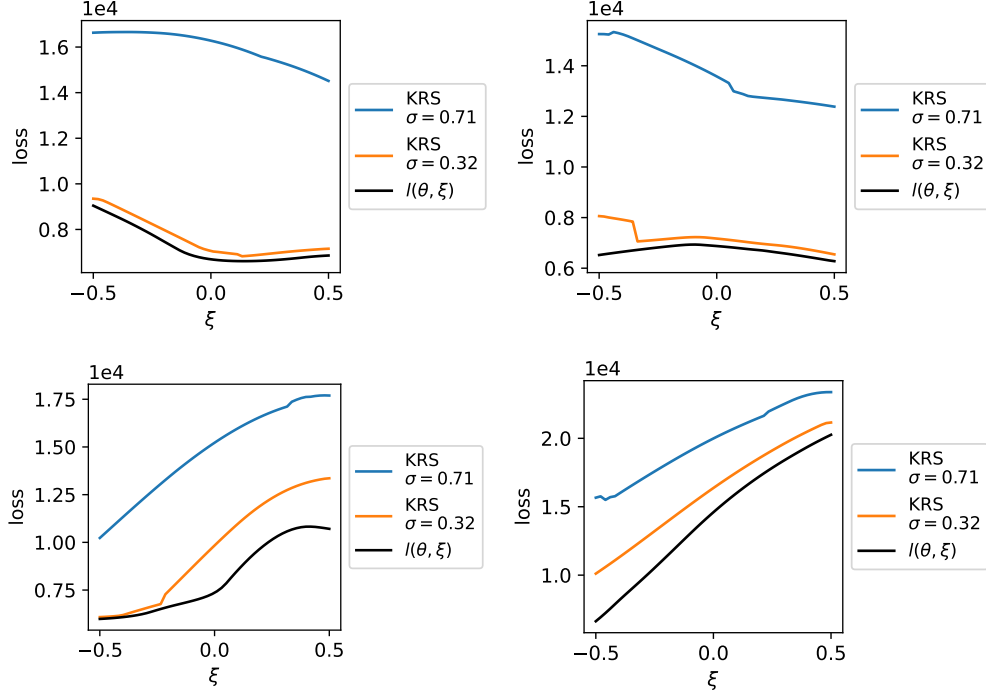 1e4
loss
1.6
1.4
1.2
1.0
0.8
−0.5
0.0
0.5
ξ
KRS
σ = 0.71
KRS
σ = 0.32
l(θ, ξ)
1e4
loss
1.4
1.2
1.0
0.8
0.6
−0.5
0.0
0.5
ξ
KRS
σ = 0.71
KRS
σ = 0.32
l(θ, ξ)
1e4
loss
1.75
1.50
1.25
1.00
0.75
−0.5
0.0
0.5
ξ
KRS
σ = 0.71
KRS
σ = 0.32
l(θ, ξ)
1e4
loss
2.0
1.5
1.0
−0.5
0.0
0.5
ξ
KRS
σ = 0.71
KRS
σ = 0.32
l(θ, ξ)